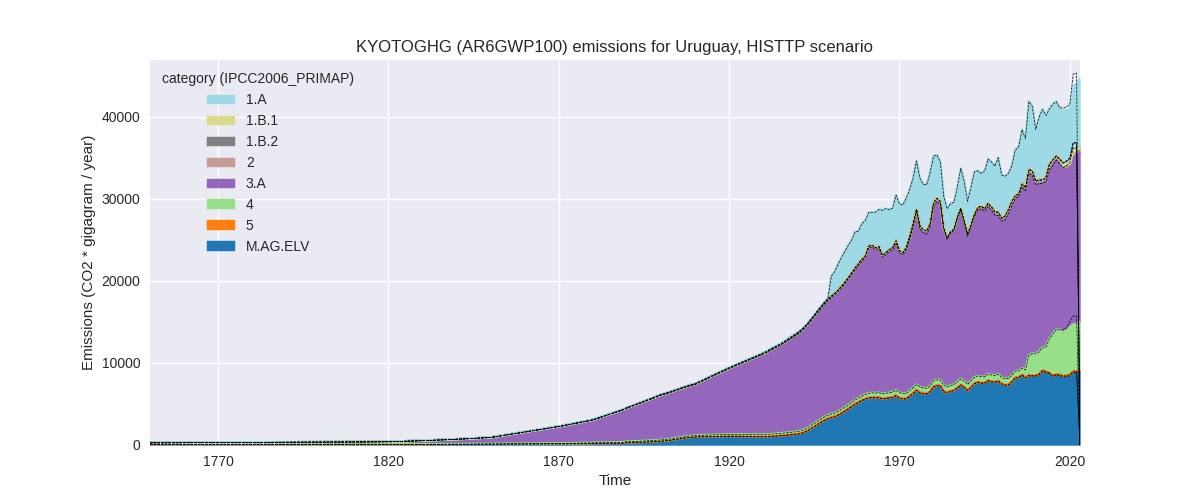 KYOTOGHG (AR6GWP100) emissions for Uruguay, HISTTP scenario
category (IPCC2006_PRIMAP)
1.A
1.B.1
1.B.2
2
3.A
4
5
M.AG.ELV
Emissions (CO2 * gigagram / year)
40000
30000
20000
10000
0
1770
1820
1870
1920
1970
2020
Time